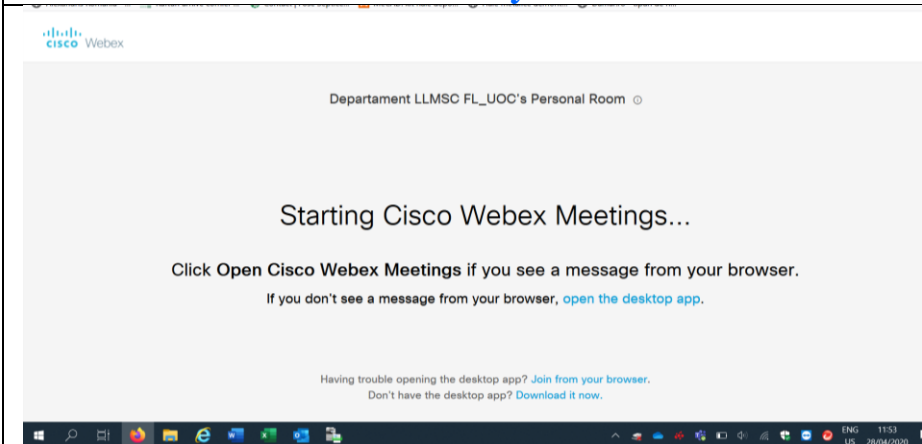 CISCO Webex
Departament LLMSC FL_UOC's Personal Room
Starting Cisco Webex Meetings...
Click Open Cisco Webex Meetings if you see a message from your browser.
If you don't see a message from your browser, open the desktop app.
Having trouble opening the desktop app? Join from your browser.
Don't have the desktop app? Download it now.
ENG 11:53
US 28/04/2020